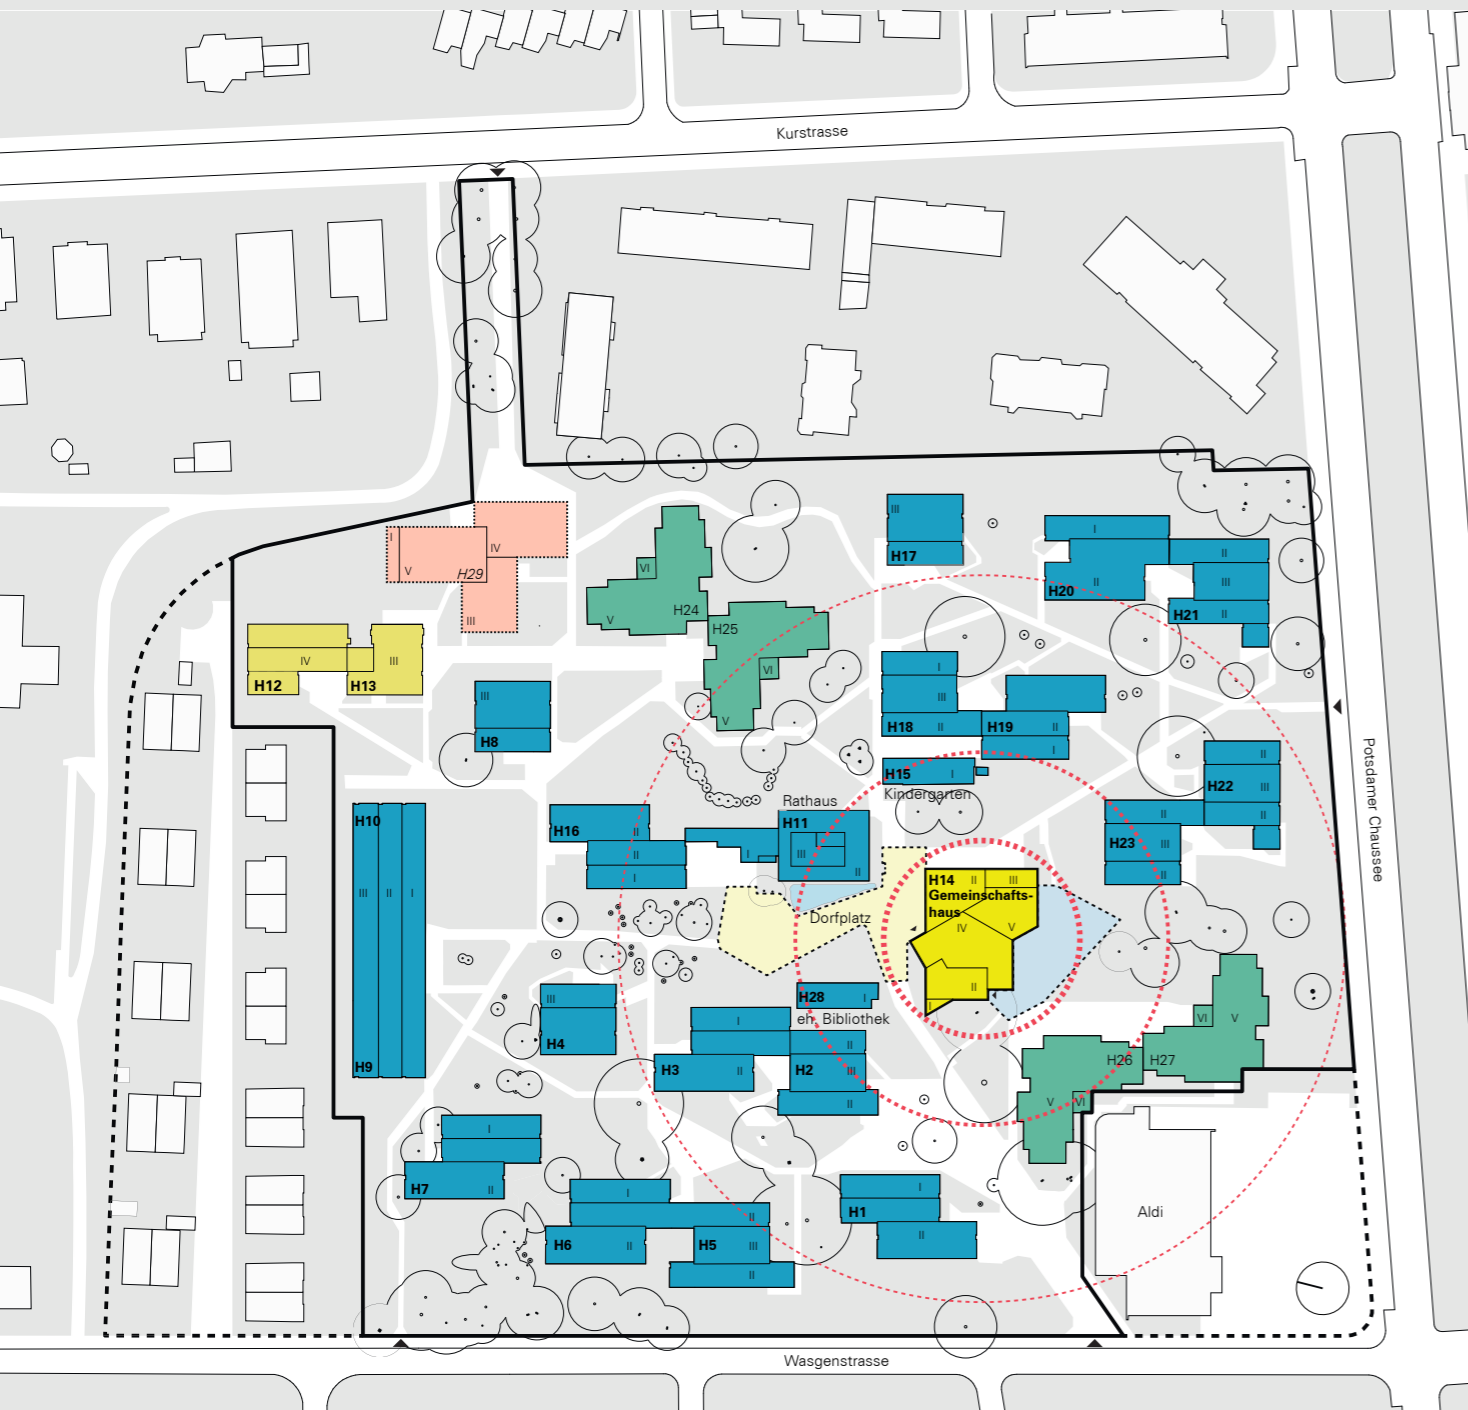 Kurstrasse
I
IV
V
H29
III
VI
V
H24
H25
VI
V
III
H17
I
II
II
III
H20
H21
II
IV
III
H12
H13
III
H8
I
III
H18
II
H19
II
I
H15
I
Kindergarten
Potsdamer Chaussee
II
H22
III
II
II
H23
III
II
H10
III
II
I
H9
H16
II
II
I
Rathaus
H11
I
III
II
Dorfplatz
H14
II
III
Gemeinschafts-
haus
IV
V
II
I
H28
I
eh. Bibliothek
III
H4
I
II
H3
II
H2
III
II
VI
V
H26
H27
V
VI
I
H7
II
I
II
H6
II
H5
III
II
I
H1
II
Aldi
Wasgenstrasse